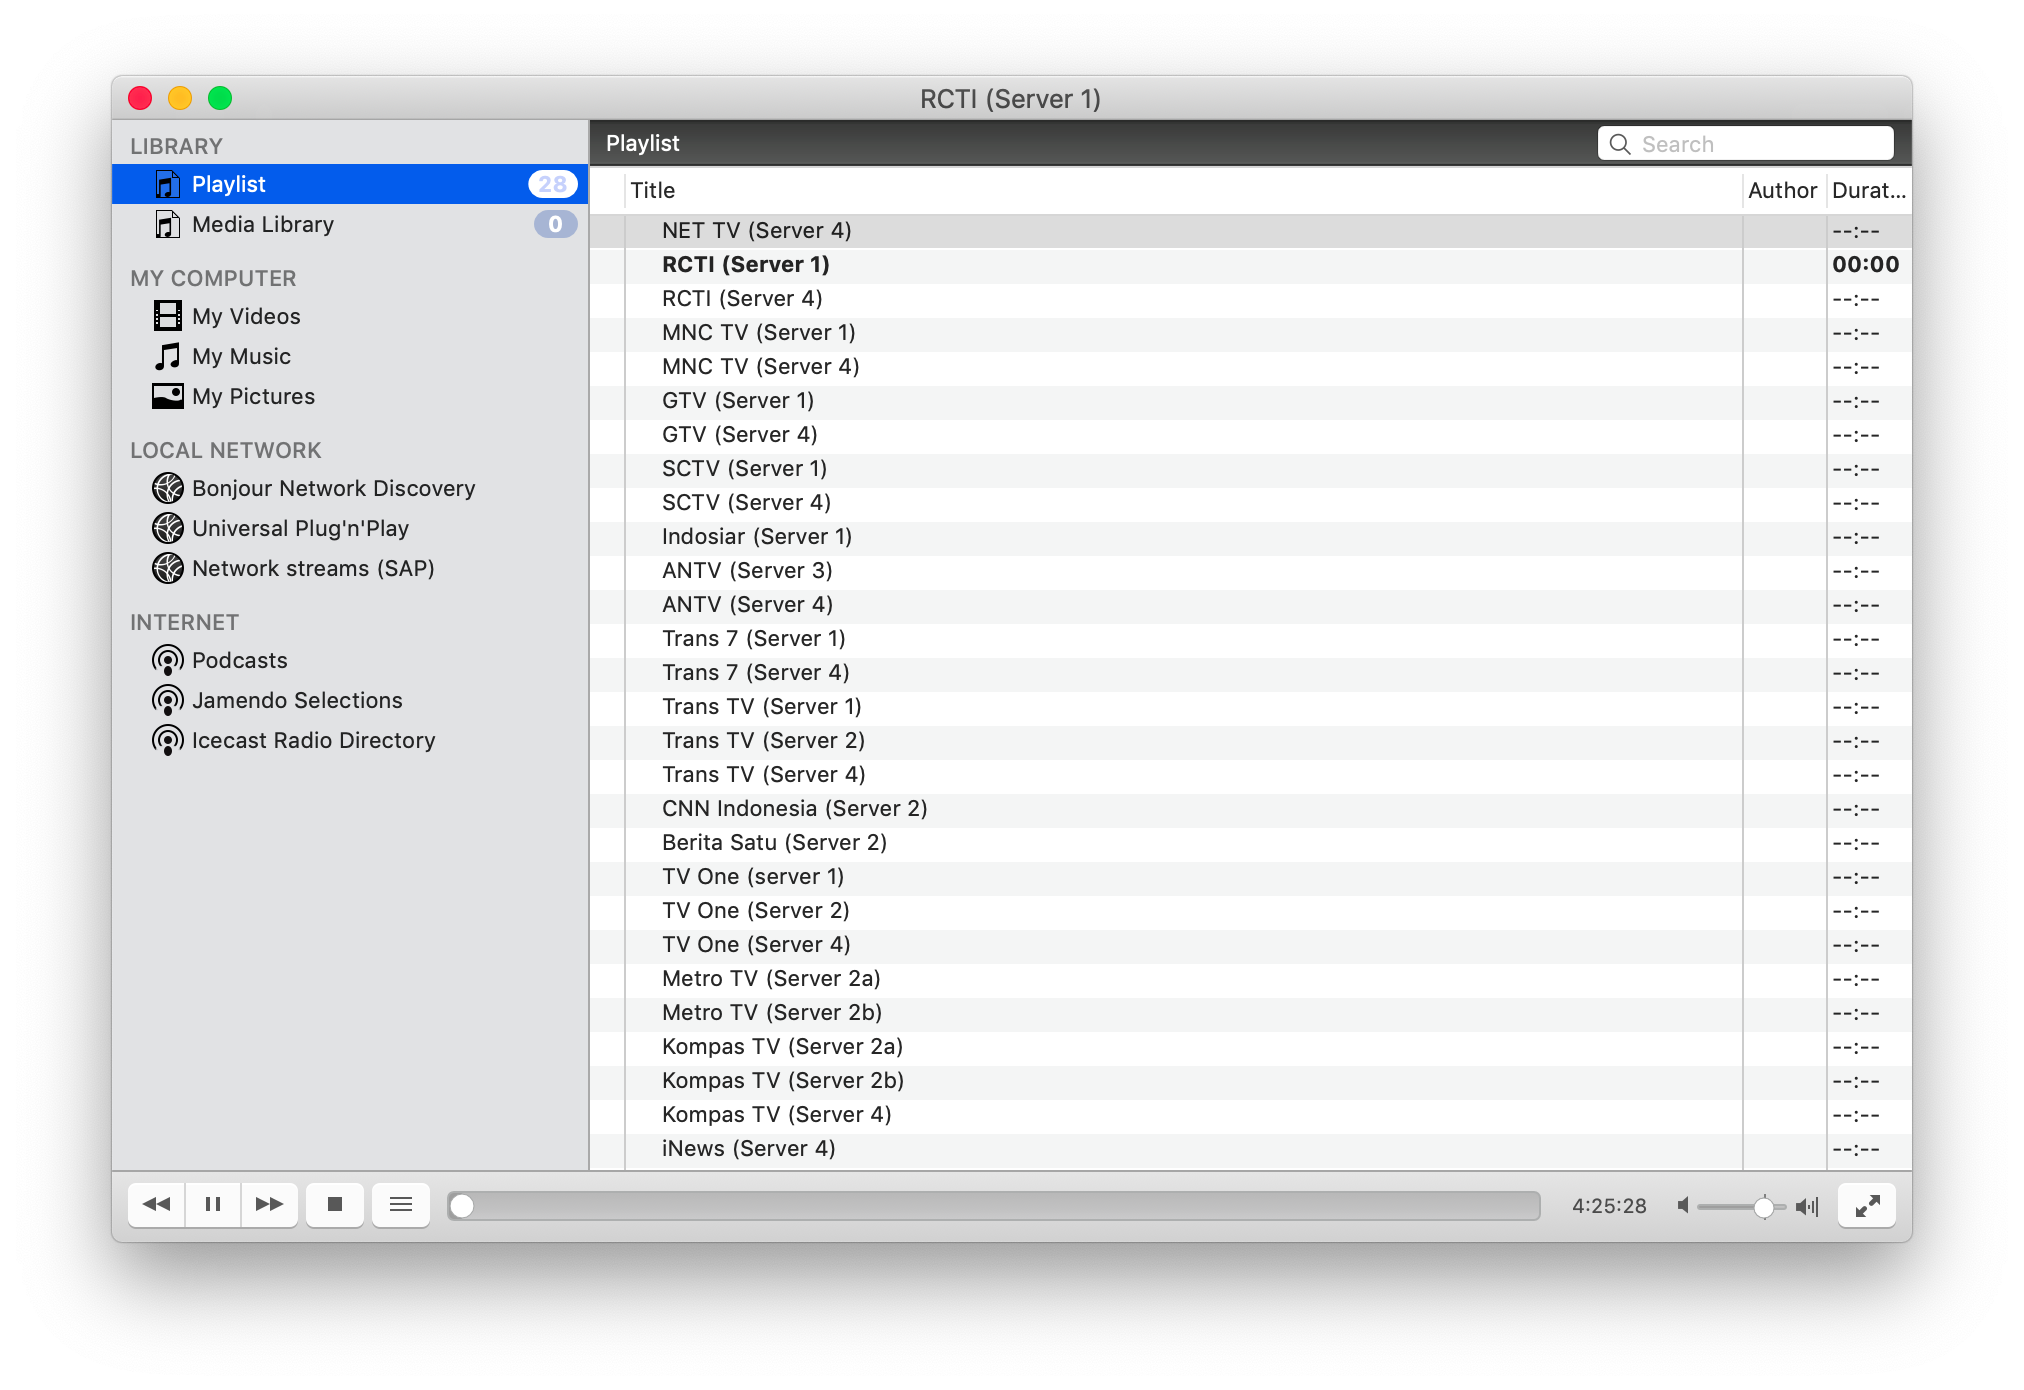 RCTI (Server 1)
LIBRARY
Playlist 28
Media Library 0
MY COMPUTER
My Videos
My Music
My Pictures
LOCAL NETWORK
Bonjour Network Discovery
Universal Plug'n'Play
Network streams (SAP)
INTERNET
Podcasts
Jamendo Selections
Icecast Radio Directory
Playlist Search
Title Author Durat...
NET TV (Server 4) --:--
RCTI (Server 1) 00:00
RCTI (Server 4) --:--
MNC TV (Server 1) --:--
MNC TV (Server 4) --:--
GTV (Server 1) --:--
GTV (Server 4) --:--
SCTV (Server 1) --:--
SCTV (Server 4) --:--
Indosiar (Server 1) --:--
ANTV (Server 3) --:--
ANTV (Server 4) --:--
Trans 7 (Server 1) --:--
Trans 7 (Server 4) --:--
Trans TV (Server 1) --:--
Trans TV (Server 2) --:--
Trans TV (Server 4) --:--
CNN Indonesia (Server 2) --:--
Berita Satu (Server 2) --:--
TV One (server 1) --:--
TV One (Server 2) --:--
TV One (Server 4) --:--
Metro TV (Server 2a) --:--
Metro TV (Server 2b) --:--
Kompas TV (Server 2a) --:--
Kompas TV (Server 2b) --:--
Kompas TV (Server 4) --:--
iNews (Server 4) --:--
4:25:28